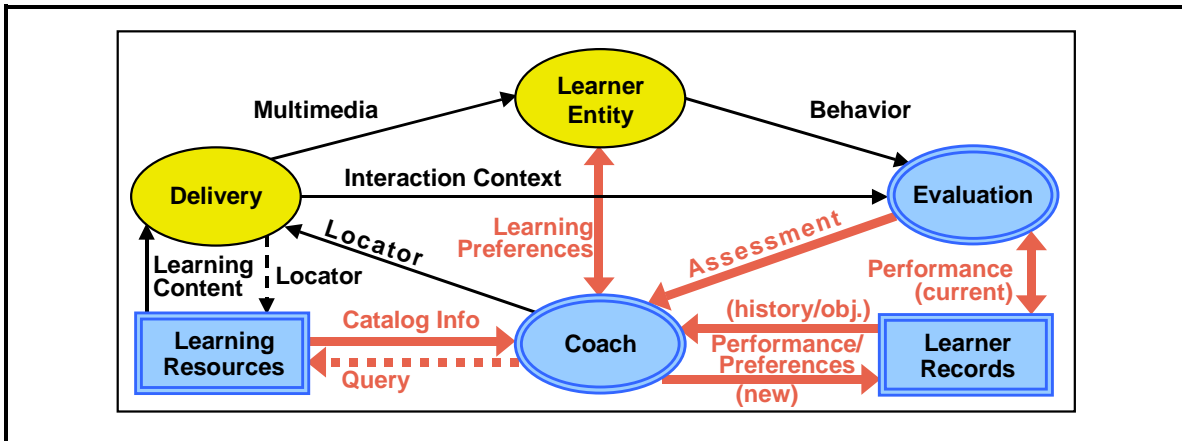 Learner
Entity
Multimedia
Behavior
Delivery
Interaction Context
Evaluation
Learning
Preferences
Locator
Assessment
Learning
Content
Locator
Performance
(current)
Learning
Resources
Catalog Info
Query
Coach
(history/obj.)
Performance/
Preferences
(new)
Learner
Records